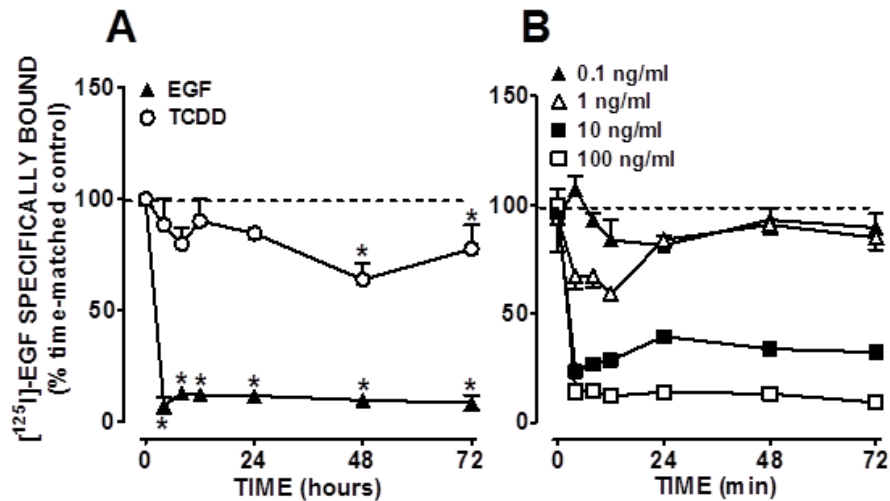 A
B
[¹²⁵I]-EGF SPECIFICALLY BOUND
(% time-matched control)
150
100
50
0
EGF
TCDD
*
*
*
*
*
*
*
*
0
24
48
72
TIME (hours)
150
100
50
0
0.1 ng/ml
1 ng/ml
10 ng/ml
100 ng/ml
0
24
48
72
TIME (min)